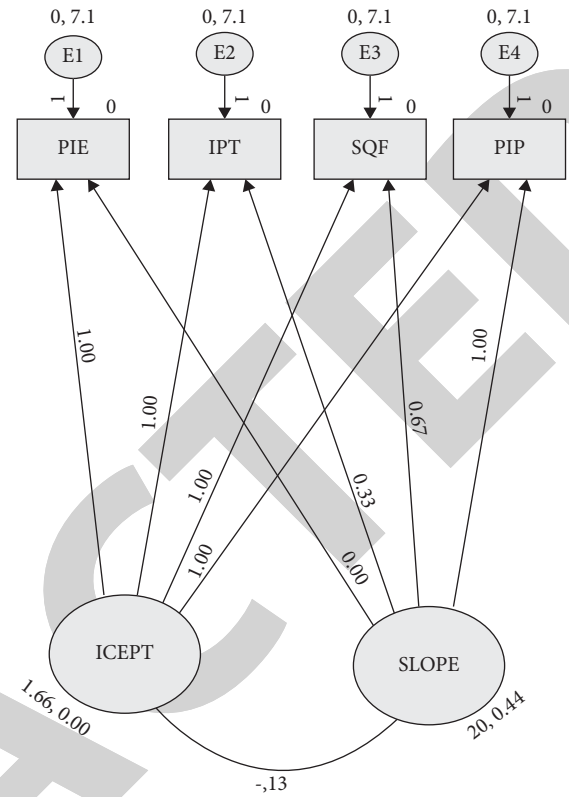 0, 7.1 0, 7.1 0, 7.1 0, 7.1
E1 E2 E3 E4
1 0 1 0 1 0 1 0
PIE IPT SQF PIP
1.00
1.00
1.00
1.00
0.00
0.33
0.67
1.00
ICEPT SLOPE
1.66, 0.00 20, 0.44
-,13